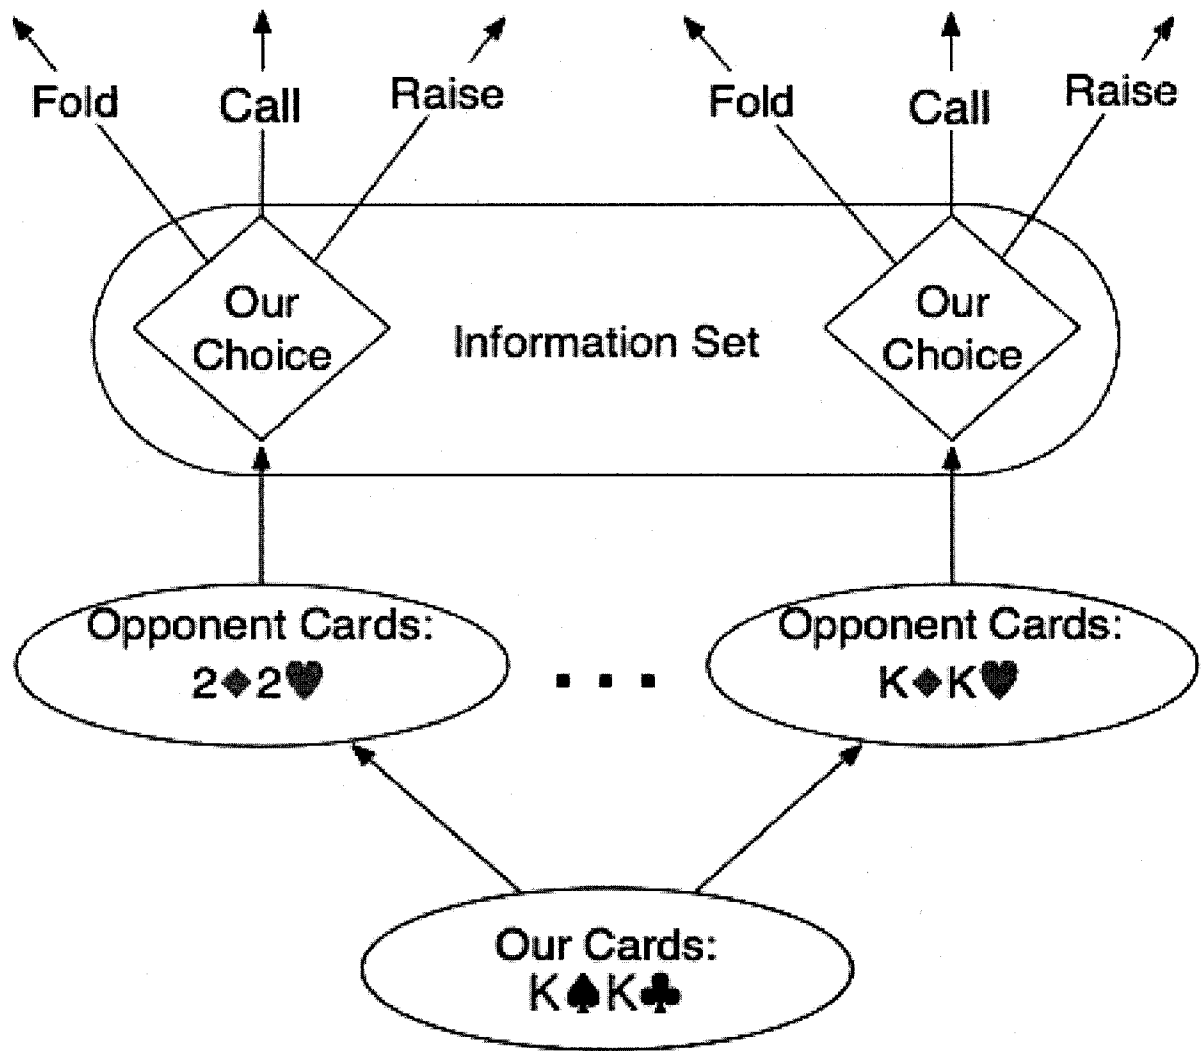 Fold Call Raise Fold Call Raise
Our
Choice
Information Set
Our
Choice
Opponent Cards:
2♦2♥
...
Opponent Cards:
K♦K♥
Our Cards:
K♠K♣